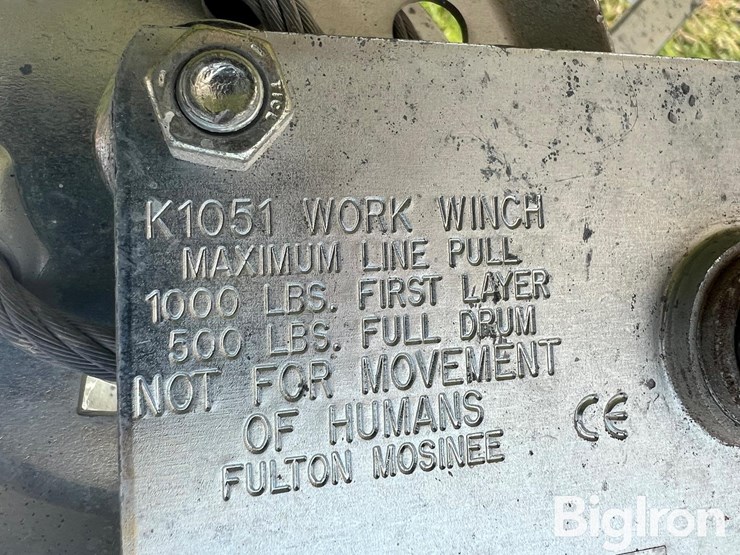 TICL
K1051 WORK WINCH
MAXIMUM LINE PULL
1000 LBS. FIRST LAYER
500 LBS. FULL DRUM
NOT FOR MOVEMENT
OF HUMANS
FULTON MOSINEE
CE
BigIron